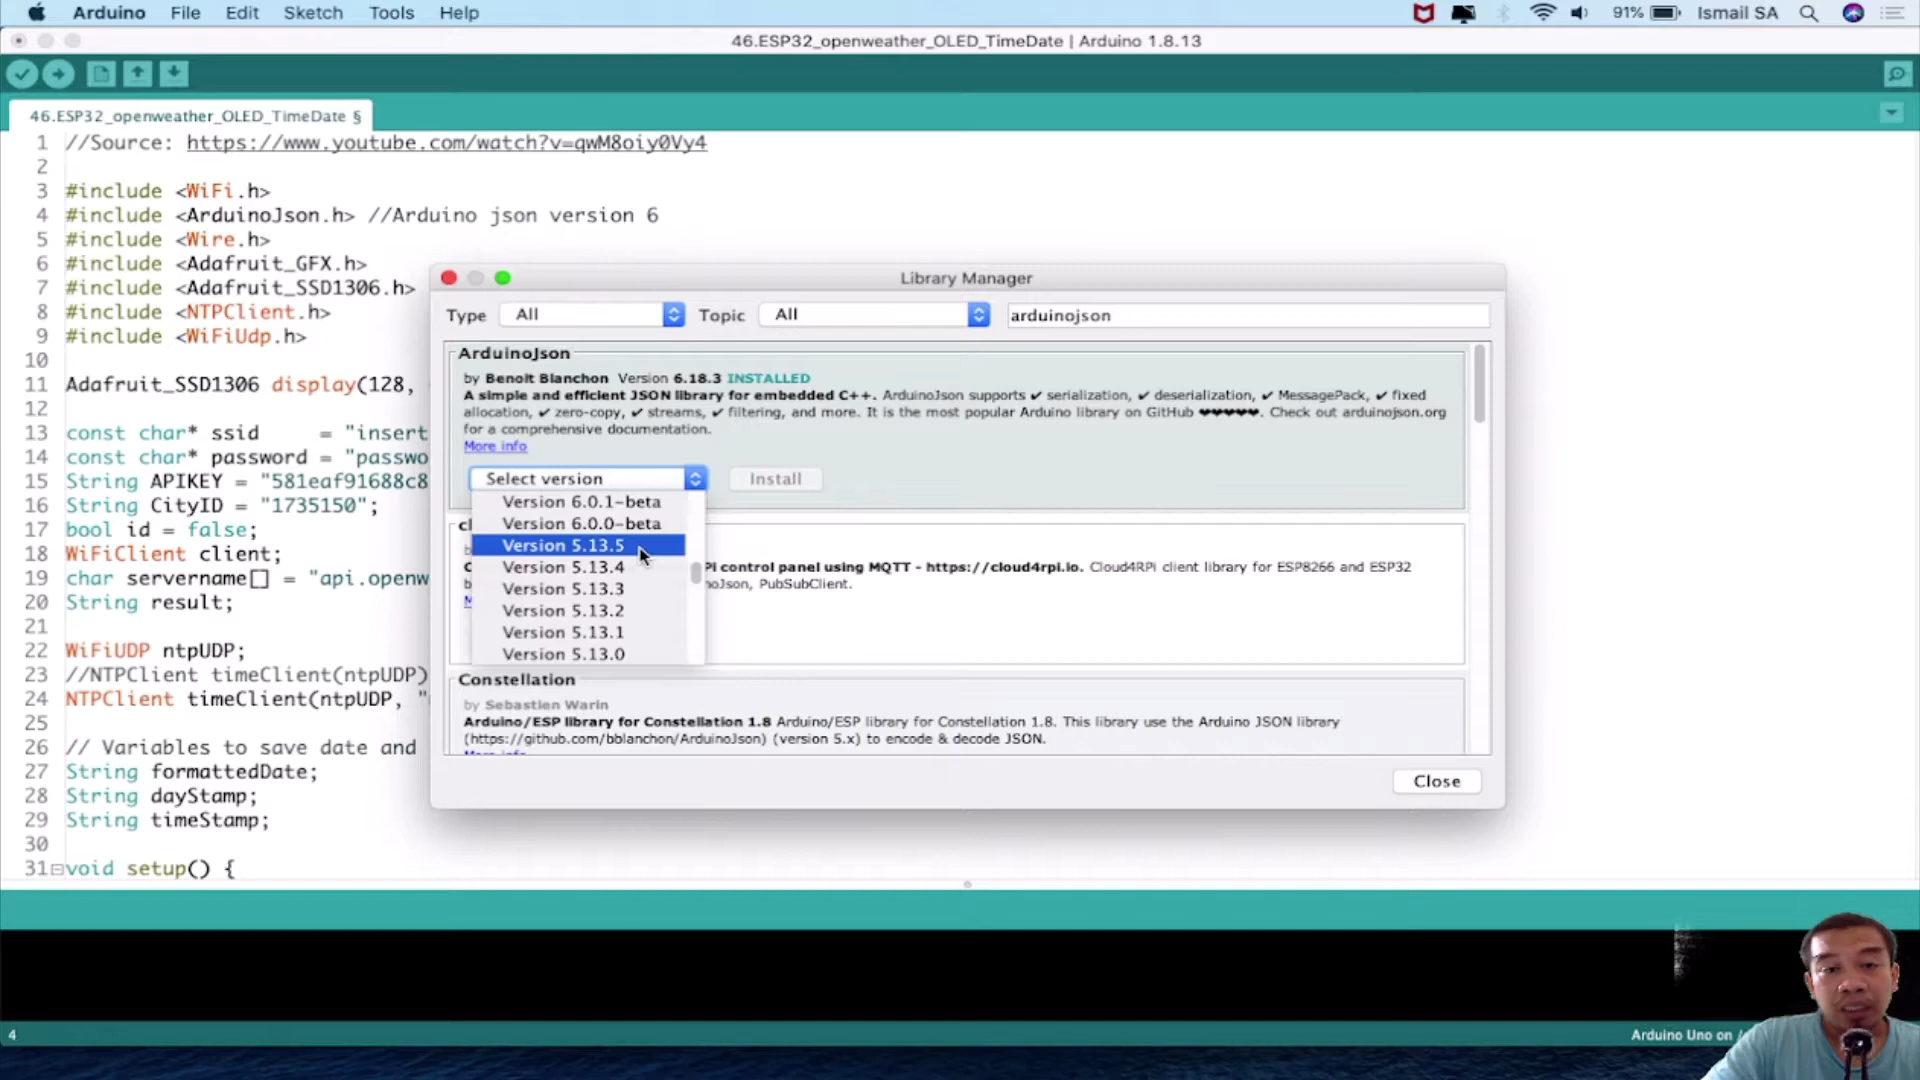 Arduino File Edit Sketch Tools Help 91% Ismail SA
46.ESP32_openweather_OLED_TimeDate | Arduino 1.8.13
46.ESP32_openweather_OLED_TimeDate §
1 //Source: https://www.youtube.com/watch?v=qwM8oiy0Vy4
2
3 #include <WiFi.h>
4 #include <ArduinoJson.h> //Arduino json version 6
5 #include <Wire.h>
6 #include <Adafruit_GFX.h>
7 #include <Adafruit_SSD1306.h>
8 #include <NTPClient.h>
9 #include <WiFiUdp.h>
10
11 Adafruit_SSD1306 display(128,
12
13 const char* ssid = "insert
14 const char* password = "passwo
15 String APIKEY = "581eaf91688c8
16 String CityID = "1735150";
17 bool id = false;
18 WiFiClient client;
19 char servername[] = "api.openw
20 String result;
21
22 WiFiUDP ntpUDP;
23 //NTPClient timeClient(ntpUDP)
24 NTPClient timeClient(ntpUDP, "
25
26 // Variables to save date and
27 String formattedDate;
28 String dayStamp;
29 String timeStamp;
30
31 void setup() {
Library Manager
Type All Topic All arduinojson
ArduinoJson
by Benoit Blanchon Version 6.18.3 INSTALLED
A simple and efficient JSON library for embedded C++. ArduinoJson supports ✔ serialization, ✔ deserialization, ✔ MessagePack, ✔ fixed
allocation, ✔ zero-copy, ✔ streams, ✔ filtering, and more. It is the most popular Arduino library on GitHub ❤❤❤❤❤. Check out arduinojson.org
for a comprehensive documentation.
More info
Select version Install
Version 6.0.1-beta
Version 6.0.0-beta
Version 5.13.5
Version 5.13.4
Version 5.13.3
Version 5.13.2
Version 5.13.1
Version 5.13.0
control panel using MQTT - https://cloud4rpi.io. Cloud4RPi client library for ESP8266 and ESP32
noJson, PubSubClient.
Constellation
by Sebastien Warin
Arduino/ESP library for Constellation 1.8 Arduino/ESP library for Constellation 1.8. This library use the Arduino JSON library
(https://github.com/bblanchon/ArduinoJson) (version 5.x) to encode & decode JSON.
More info
Close
4 Arduino Uno on